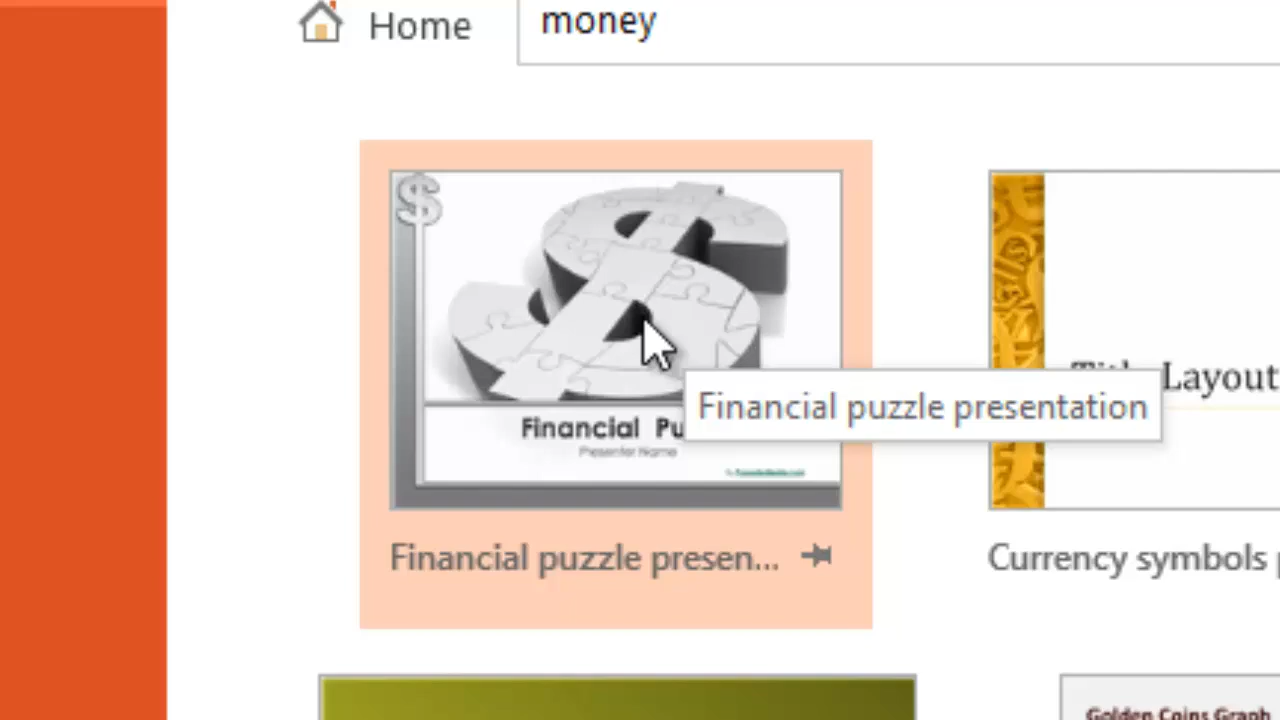 Home
money
$
Financial Pu
Presenter Name
Financial puzzle presentation
Layout
Financial puzzle presen...
Currency symbols
Golden Coins Graph